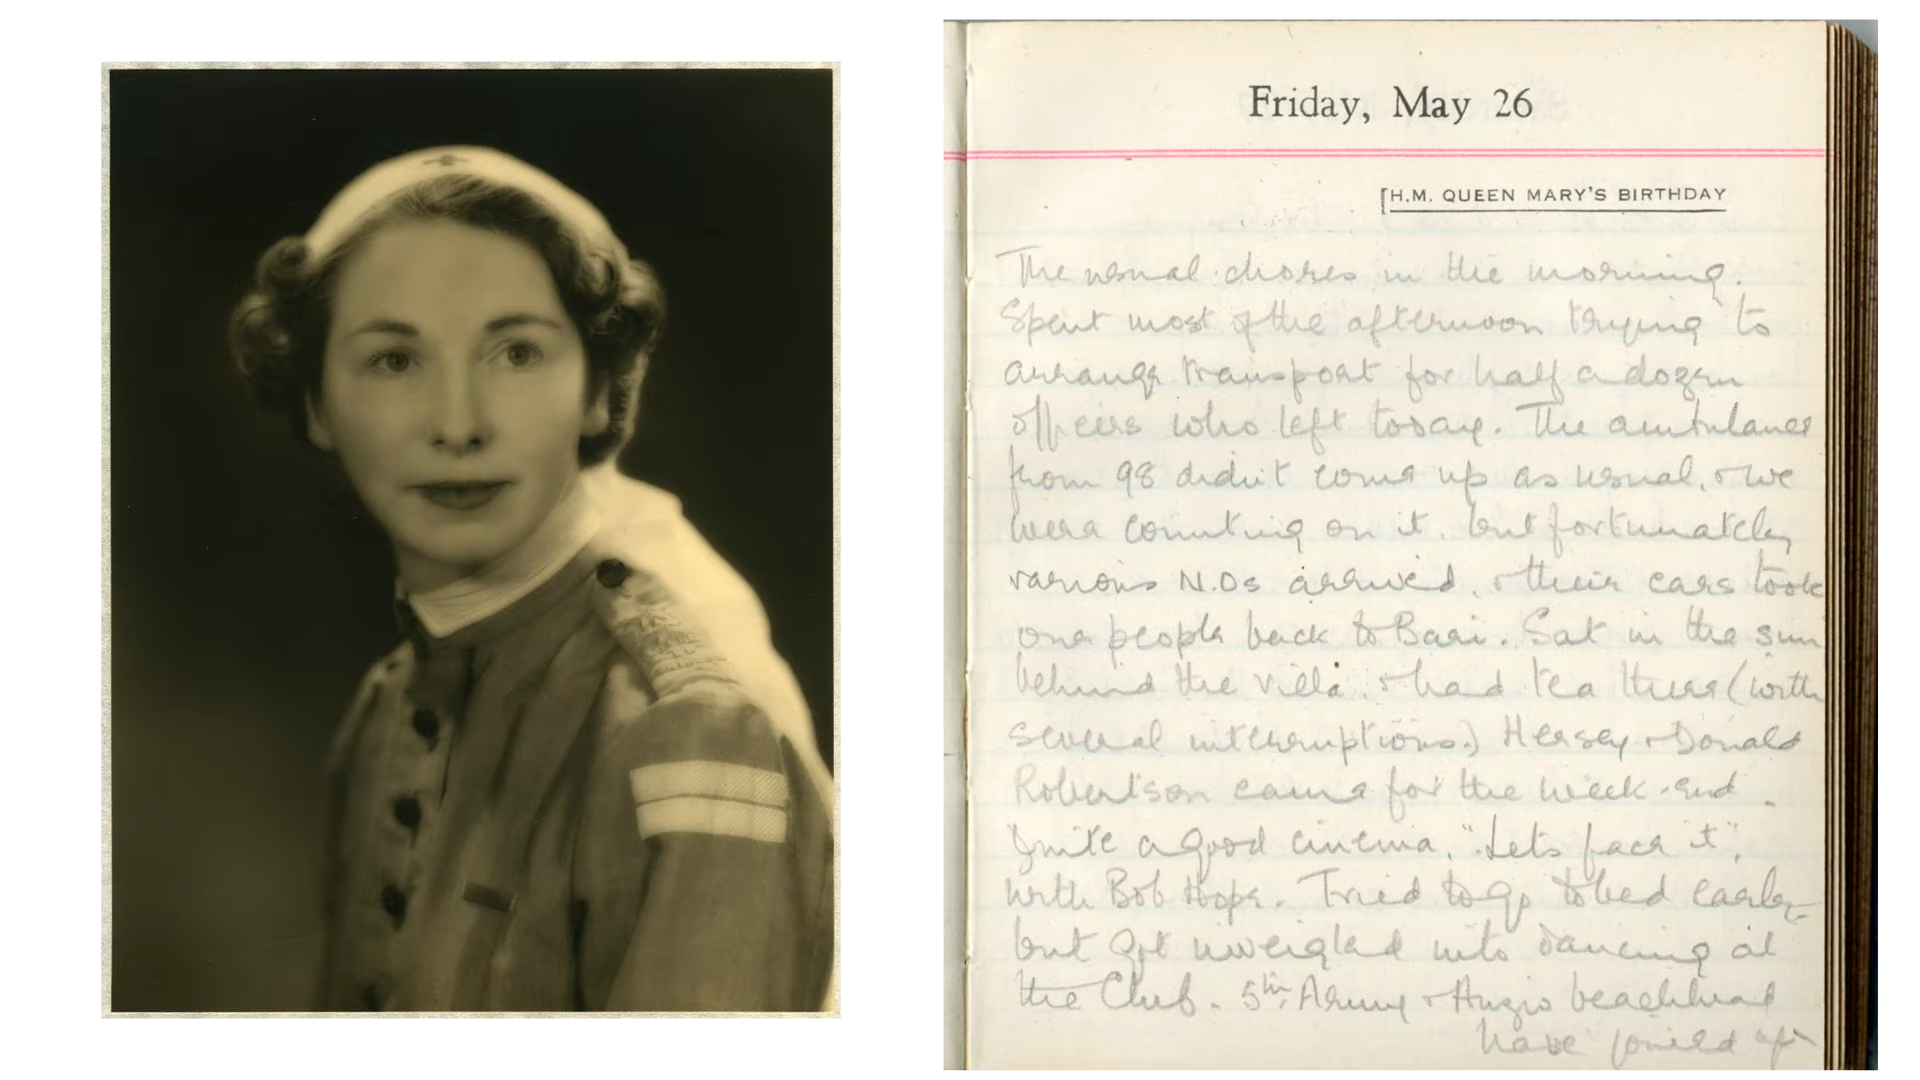 Friday, May 26
[H.M. QUEEN MARY'S BIRTHDAY
The usual chores in the morning.
Spent most of the afternoon trying to
arrange transport for half a dozen
officers who left today. The ambulance
from 98 didn't come up as usual, & we
were counting on it, but fortunately
various N.Os arrived, & their cars took
our people back to Bari. Sat in the sun
behind the villa, & had tea there (with
several interruptions.) Hersey & Donald
Robertson came for the week-end.
Quite a good cinema, "Let's face it",
with Bob Hope. Tried to go to bed early
but got inveigled into dancing at
the Club. 5th Army & Anzio beachhead
have joined up